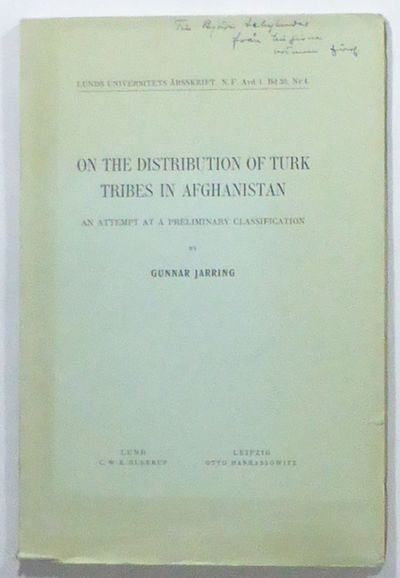 från
LUNDS UNIVERSITETS ÅRSSKRIFT. N. F. Avd 1. Bd 35. Nr 4.
ON THE DISTRIBUTION OF TURK
TRIBES IN AFGHANISTAN
AN ATTEMPT AT A PRELIMINARY CLASSIFICATION
BY
GUNNAR JARRING
LUND
C. W. K. GLEERUP
LEIPZIG
OTTO HARRASSOWITZ